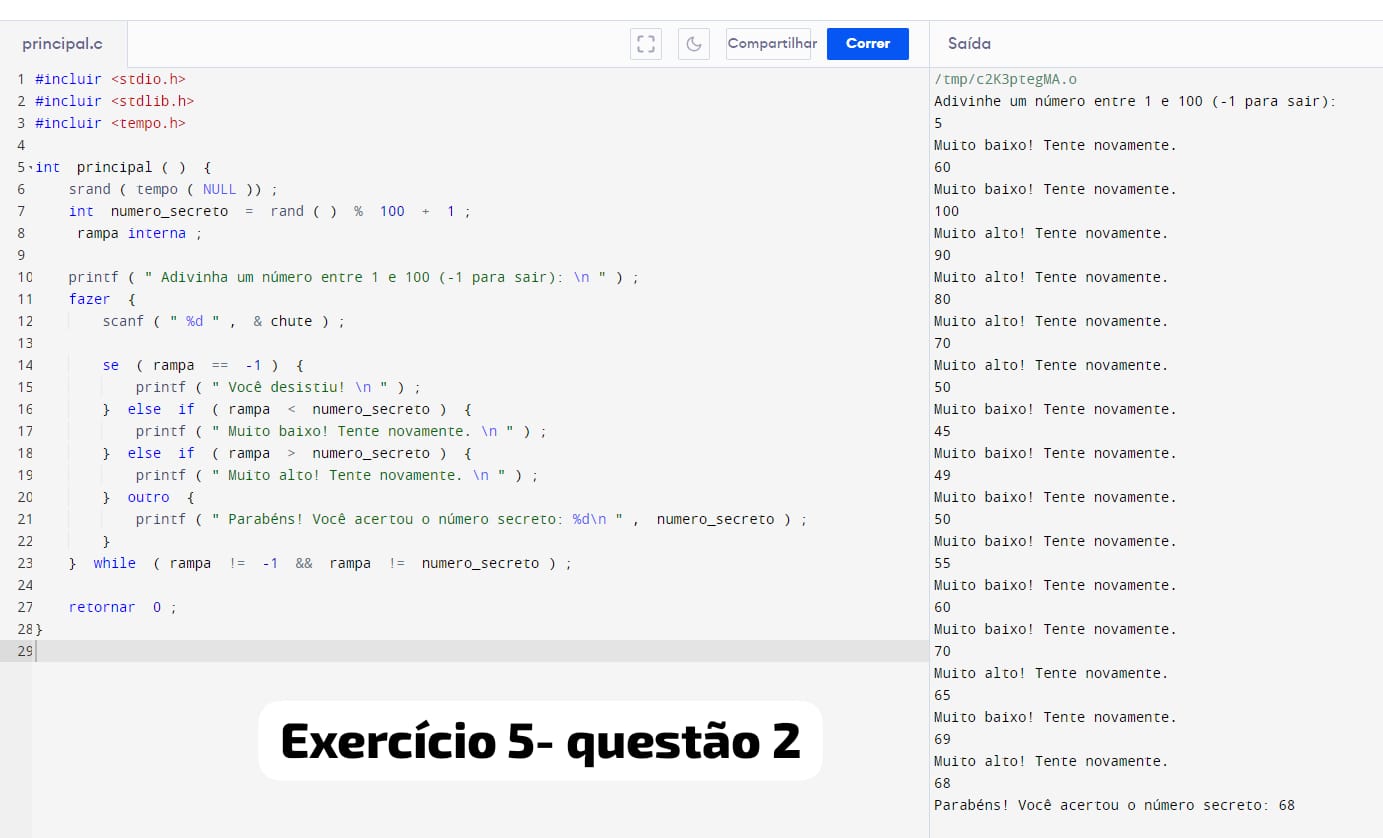 principal.c
Compartilhar
Correr
Saída
1 #incluir <stdio.h>
2 #incluir <stdlib.h>
3 #incluir <tempo.h>
4
5 int principal ( ) {
6 srand ( tempo ( NULL )) ;
7 int numero_secreto = rand ( ) % 100 + 1 ;
8 rampa interna ;
9
10 printf ( " Adivinha um número entre 1 e 100 (-1 para sair): \n " ) ;
11 fazer {
12 scanf ( " %d " , & chute ) ;
13
14 se ( rampa == -1 ) {
15 printf ( " Você desistiu! \n " ) ;
16 } else if ( rampa < numero_secreto ) {
17 printf ( " Muito baixo! Tente novamente. \n " ) ;
18 } else if ( rampa > numero_secreto ) {
19 printf ( " Muito alto! Tente novamente. \n " ) ;
20 } outro {
21 printf ( " Parabéns! Você acertou o número secreto: %d\n " , numero_secreto ) ;
22 }
23 } while ( rampa != -1 && rampa != numero_secreto ) ;
24
27 retornar 0 ;
28 }
29
Exercício 5- questão 2
/tmp/c2K3ptegMA.o
Adivinhe um número entre 1 e 100 (-1 para sair):
5
Muito baixo! Tente novamente.
60
Muito baixo! Tente novamente.
100
Muito alto! Tente novamente.
90
Muito alto! Tente novamente.
80
Muito alto! Tente novamente.
70
Muito alto! Tente novamente.
50
Muito baixo! Tente novamente.
45
Muito baixo! Tente novamente.
49
Muito baixo! Tente novamente.
50
Muito baixo! Tente novamente.
55
Muito baixo! Tente novamente.
60
Muito baixo! Tente novamente.
70
Muito alto! Tente novamente.
65
Muito baixo! Tente novamente.
69
Muito alto! Tente novamente.
68
Parabéns! Você acertou o número secreto: 68